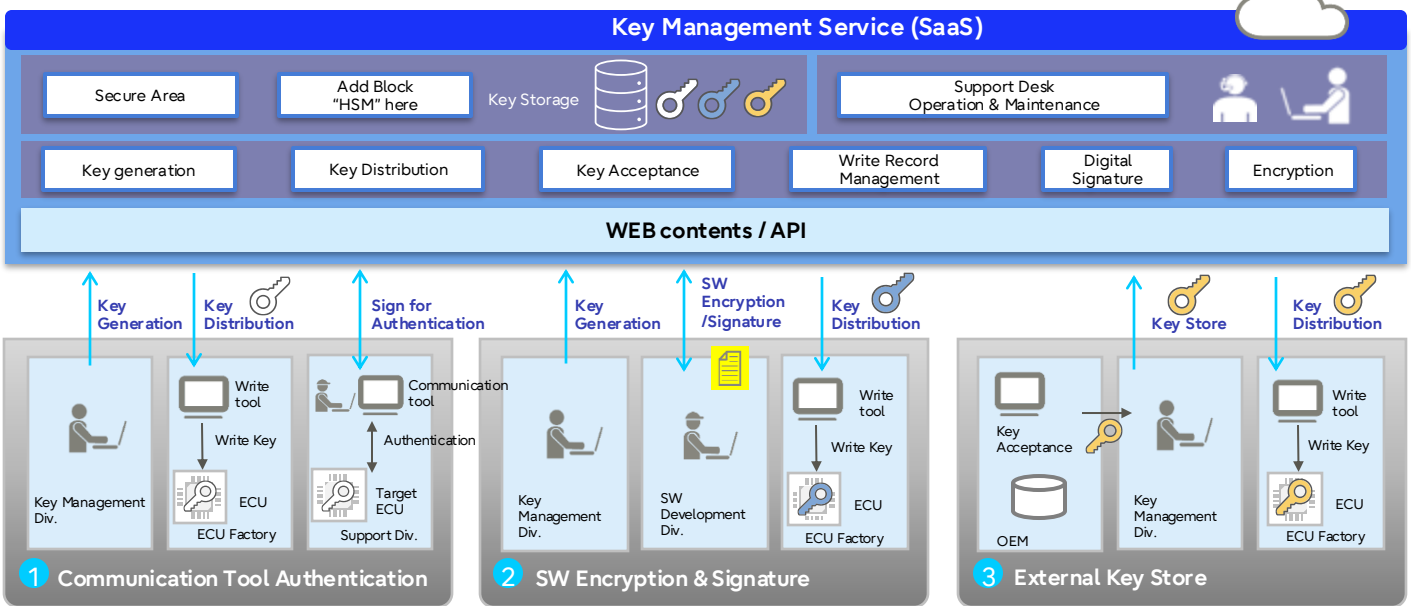 Key Management Service (SaaS)
Secure Area
Add Block
“HSM” here
Key Storage
Support Desk
Operation & Maintenance
Key generation
Key Distribution
Key Acceptance
Write Record
Management
Digital
Signature
Encryption
WEB contents / API
Key
Generation
Key
Distribution
Sign for
Authentication
Key
Generation
SW
Encryption
/Signature
Key
Distribution
Key Store
Key
Distribution
Key Management
Div.
Write
tool
Write Key
ECU
ECU Factory
Communication
tool
Authentication
Target
ECU
Support Div.
1 Communication Tool Authentication
Key
Management
Div.
SW
Development
Div.
Write
tool
Write Key
ECU
ECU Factory
2 SW Encryption & Signature
Key
Acceptance
OEM
Key
Management
Div.
Write
tool
Write Key
ECU
ECU Factory
3 External Key Store